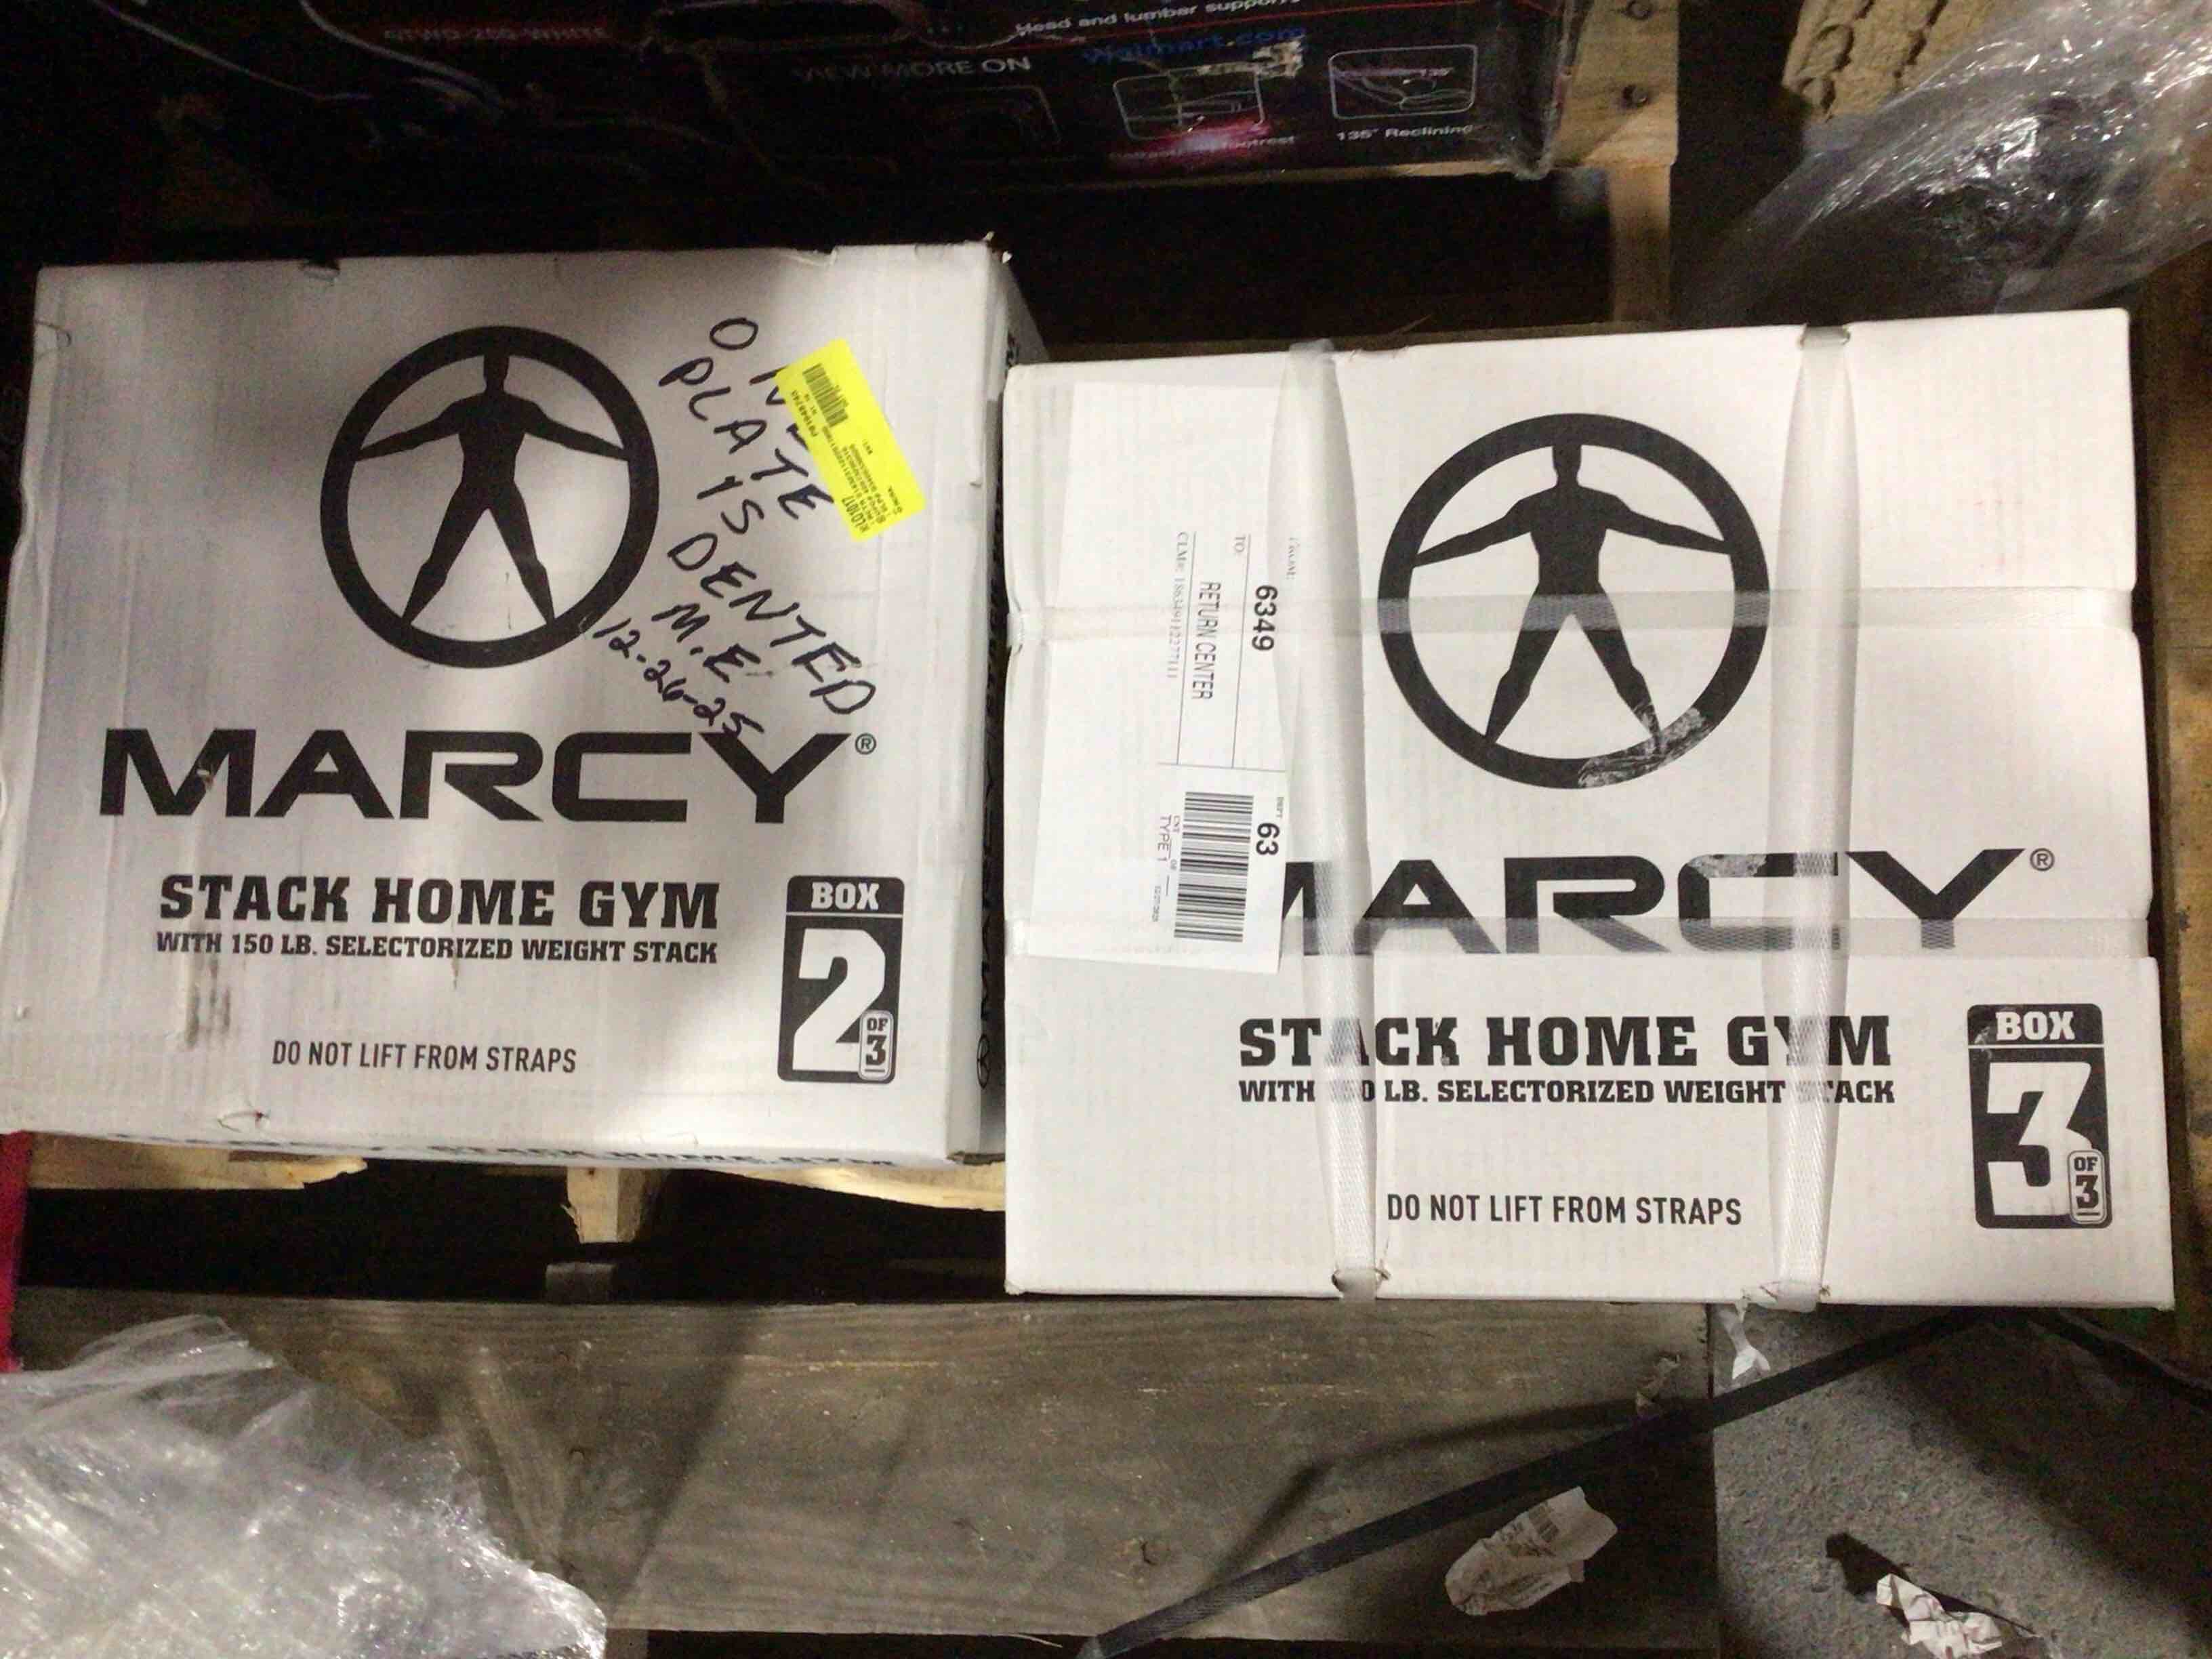 Head and lumbar support
Walmart.com
VIEW MORE ON
135° Reclining
ONE
PLATE
IS
DENTED
M.E.
12-26-25
MARCY®
STACK HOME GYM
WITH 150 LB. SELECTORIZED WEIGHT STACK
BOX
2
OF
3
DO NOT LIFT FROM STRAPS
6349
TO:
RETURN CENTER
63
TYPE 1
MARCY®
STACK HOME GYM
WITH 150 LB. SELECTORIZED WEIGHT STACK
BOX
3
OF
3
DO NOT LIFT FROM STRAPS